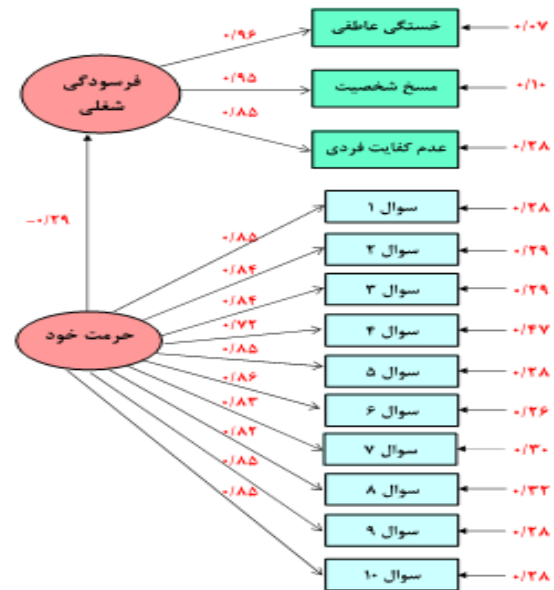 ۰/۹۶
خستگی عاطفی
۰/۰۷
فرسودگی
شغلی
۰/۹۵
مسخ شخصیت
۰/۱۰
۰/۸۵
عدم کفایت فردی
۰/۲۸
-۰/۲۹
حرمت خود
۰/۸۵
سوال ۱
۰/۲۸
۰/۸۴
سوال ۲
۰/۲۹
۰/۸۴
سوال ۳
۰/۲۹
۰/۷۲
سوال ۴
۰/۴۷
۰/۸۵
سوال ۵
۰/۲۸
۰/۸۶
سوال ۶
۰/۲۶
۰/۸۳
سوال ۷
۰/۳۰
۰/۸۲
سوال ۸
۰/۳۲
۰/۸۵
سوال ۹
۰/۲۸
۰/۸۵
سوال ۱۰
۰/۲۸